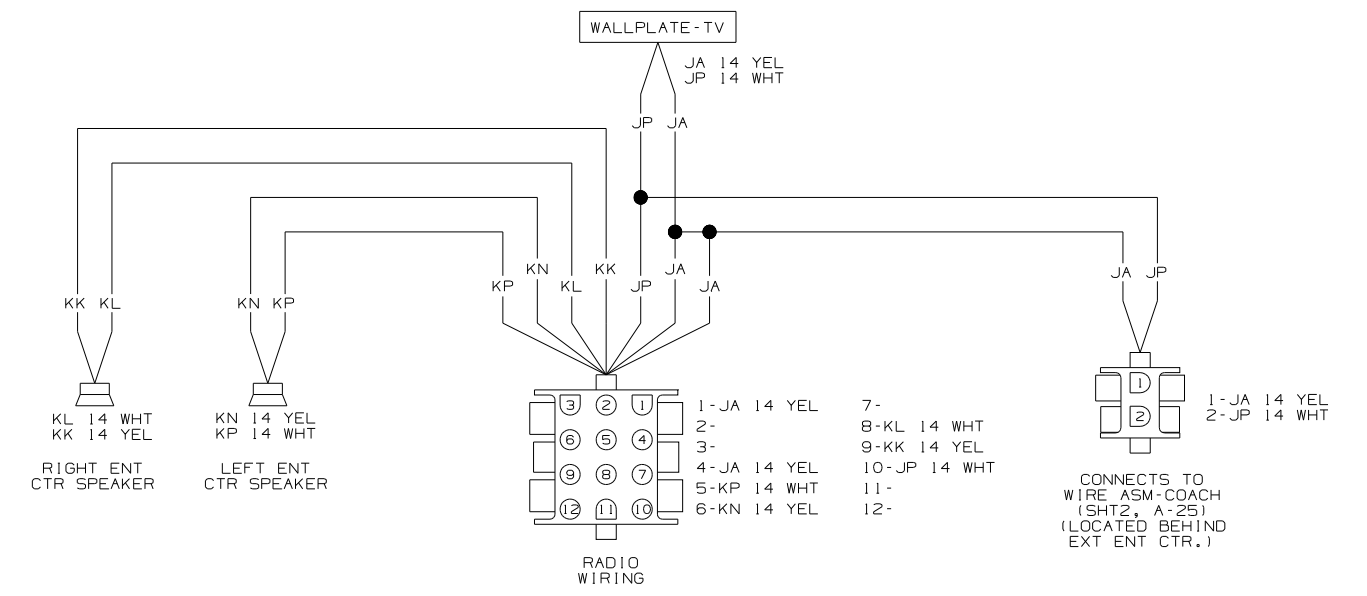 WALLPLATE-TV
JA 14 YEL
JP 14 WHT
JP JA
KN KK JA
KP KL JP JA
JA JP
KK KL KN KP
KL 14 WHT
KK 14 YEL
RIGHT ENT
CTR SPEAKER
KN 14 YEL
KP 14 WHT
LEFT ENT
CTR SPEAKER
3 2 1
6 5 4
9 8 7
12 11 10
RADIO
WIRING
1-JA 14 YEL
2-
3-
4-JA 14 YEL
5-KP 14 WHT
6-KN 14 YEL
7-
8-KL 14 WHT
9-KK 14 YEL
10-JP 14 WHT
11-
12-
1
2
1-JA 14 YEL
2-JP 14 WHT
CONNECTS TO
WIRE ASM-COACH
(SHT2, A-25)
(LOCATED BEHIND
EXT ENT CTR.)